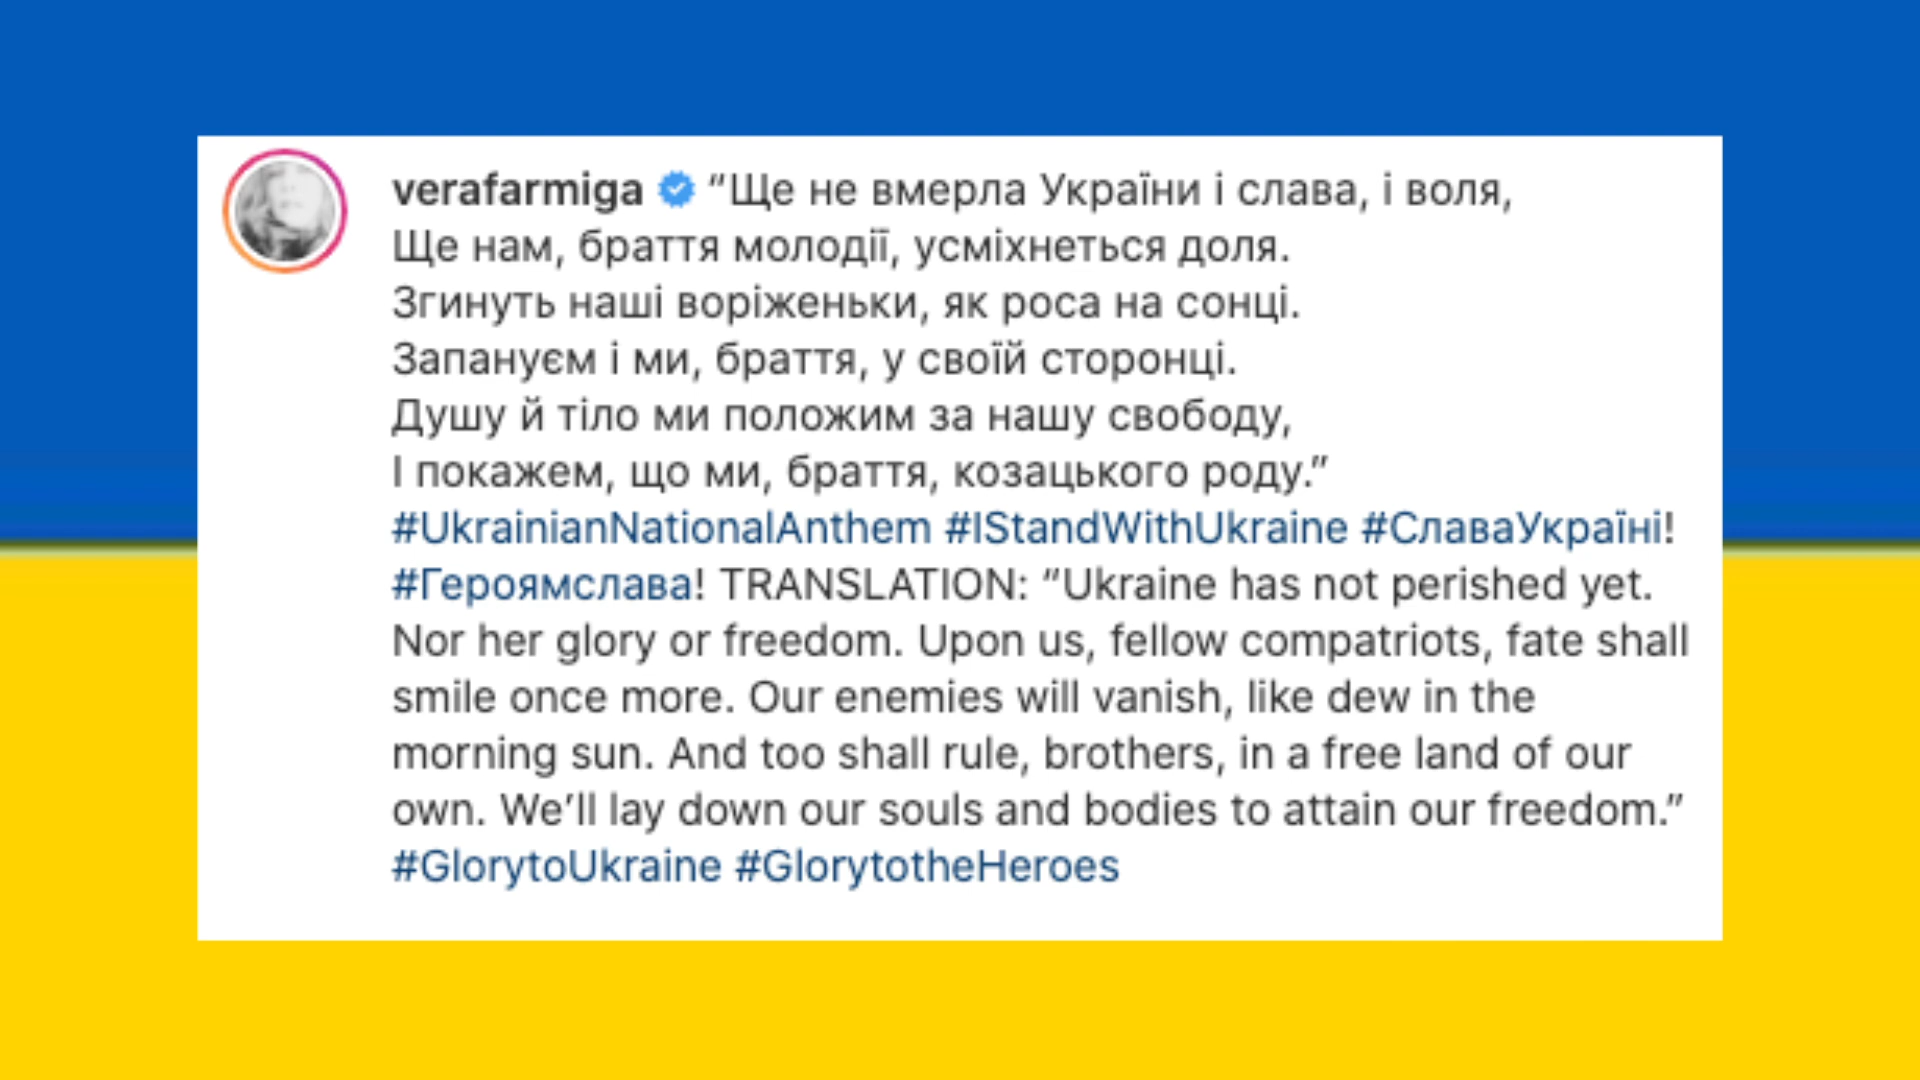 verafarmiga “Ще не вмерла України і слава, і воля,
Ще нам, браття молодії, усміхнеться доля.
Згинуть наші воріженьки, як роса на сонці.
Запануєм і ми, браття, у своїй сторонці.
Душу й тіло ми положим за нашу свободу,
І покажем, що ми, браття, козацького роду.”
#UkrainianNationalAnthem #IStandWithUkraine #СлаваУкраїні!
#Героямслава! TRANSLATION: “Ukraine has not perished yet.
Nor her glory or freedom. Upon us, fellow compatriots, fate shall
smile once more. Our enemies will vanish, like dew in the
morning sun. And too shall rule, brothers, in a free land of our
own. We’ll lay down our souls and bodies to attain our freedom.”
#GlorytoUkraine #GlorytotheHeroes